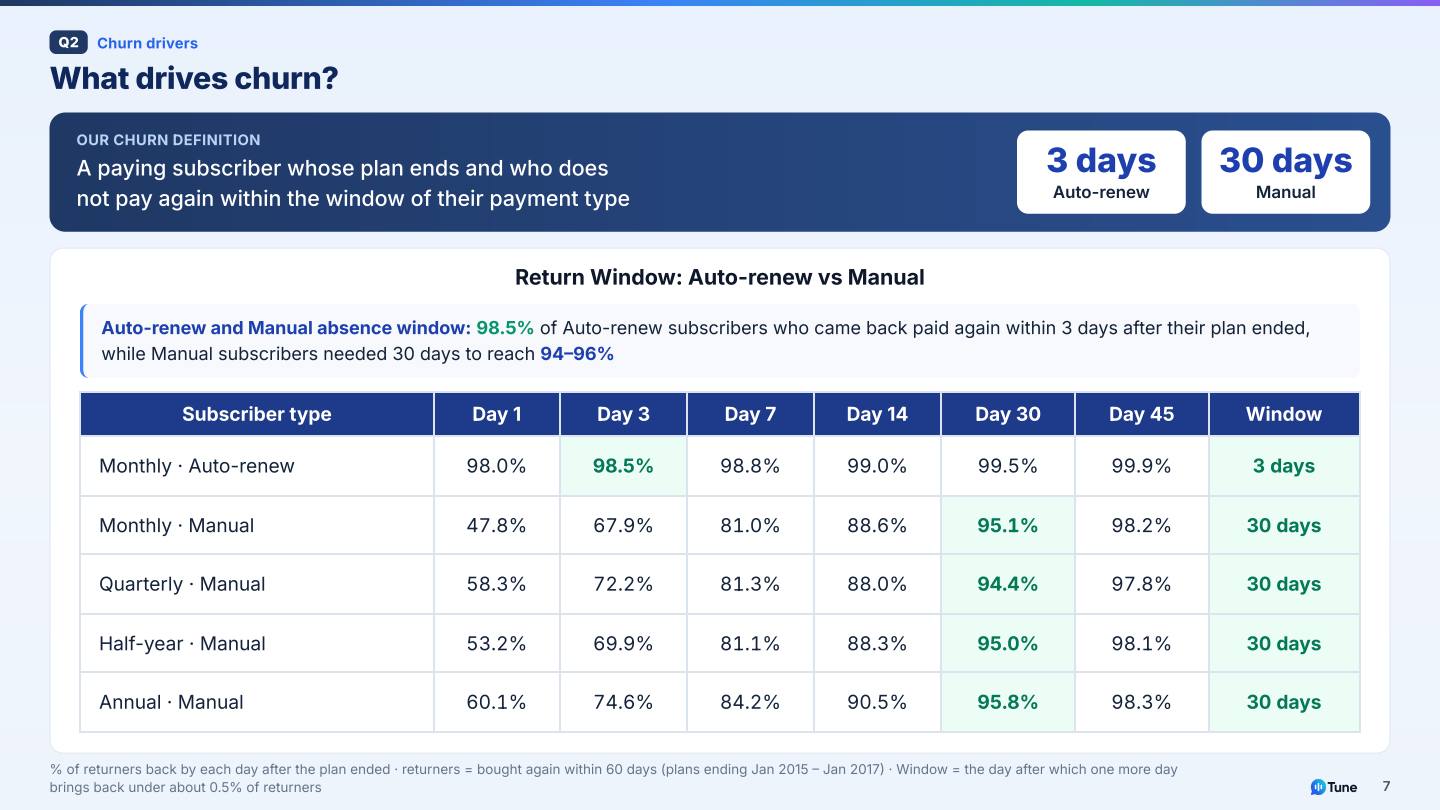 Q2 Churn drivers
What drives churn?
OUR CHURN DEFINITION
A paying subscriber whose plan ends and who does
not pay again within the window of their payment type
3 days
Auto-renew
30 days
Manual
Return Window: Auto-renew vs Manual
Auto-renew and Manual absence window: 98.5% of Auto-renew subscribers who came back paid again within 3 days after their plan ended,
while Manual subscribers needed 30 days to reach 94–96%
Subscriber type Day 1 Day 3 Day 7 Day 14 Day 30 Day 45 Window
Monthly · Auto-renew 98.0% 98.5% 98.8% 99.0% 99.5% 99.9% 3 days
Monthly · Manual 47.8% 67.9% 81.0% 88.6% 95.1% 98.2% 30 days
Quarterly · Manual 58.3% 72.2% 81.3% 88.0% 94.4% 97.8% 30 days
Half-year · Manual 53.2% 69.9% 81.1% 88.3% 95.0% 98.1% 30 days
Annual · Manual 60.1% 74.6% 84.2% 90.5% 95.8% 98.3% 30 days
% of returners back by each day after the plan ended · returners = bought again within 60 days (plans ending Jan 2015 – Jan 2017) · Window = the day after which one more day
brings back under about 0.5% of returners
Tune 7